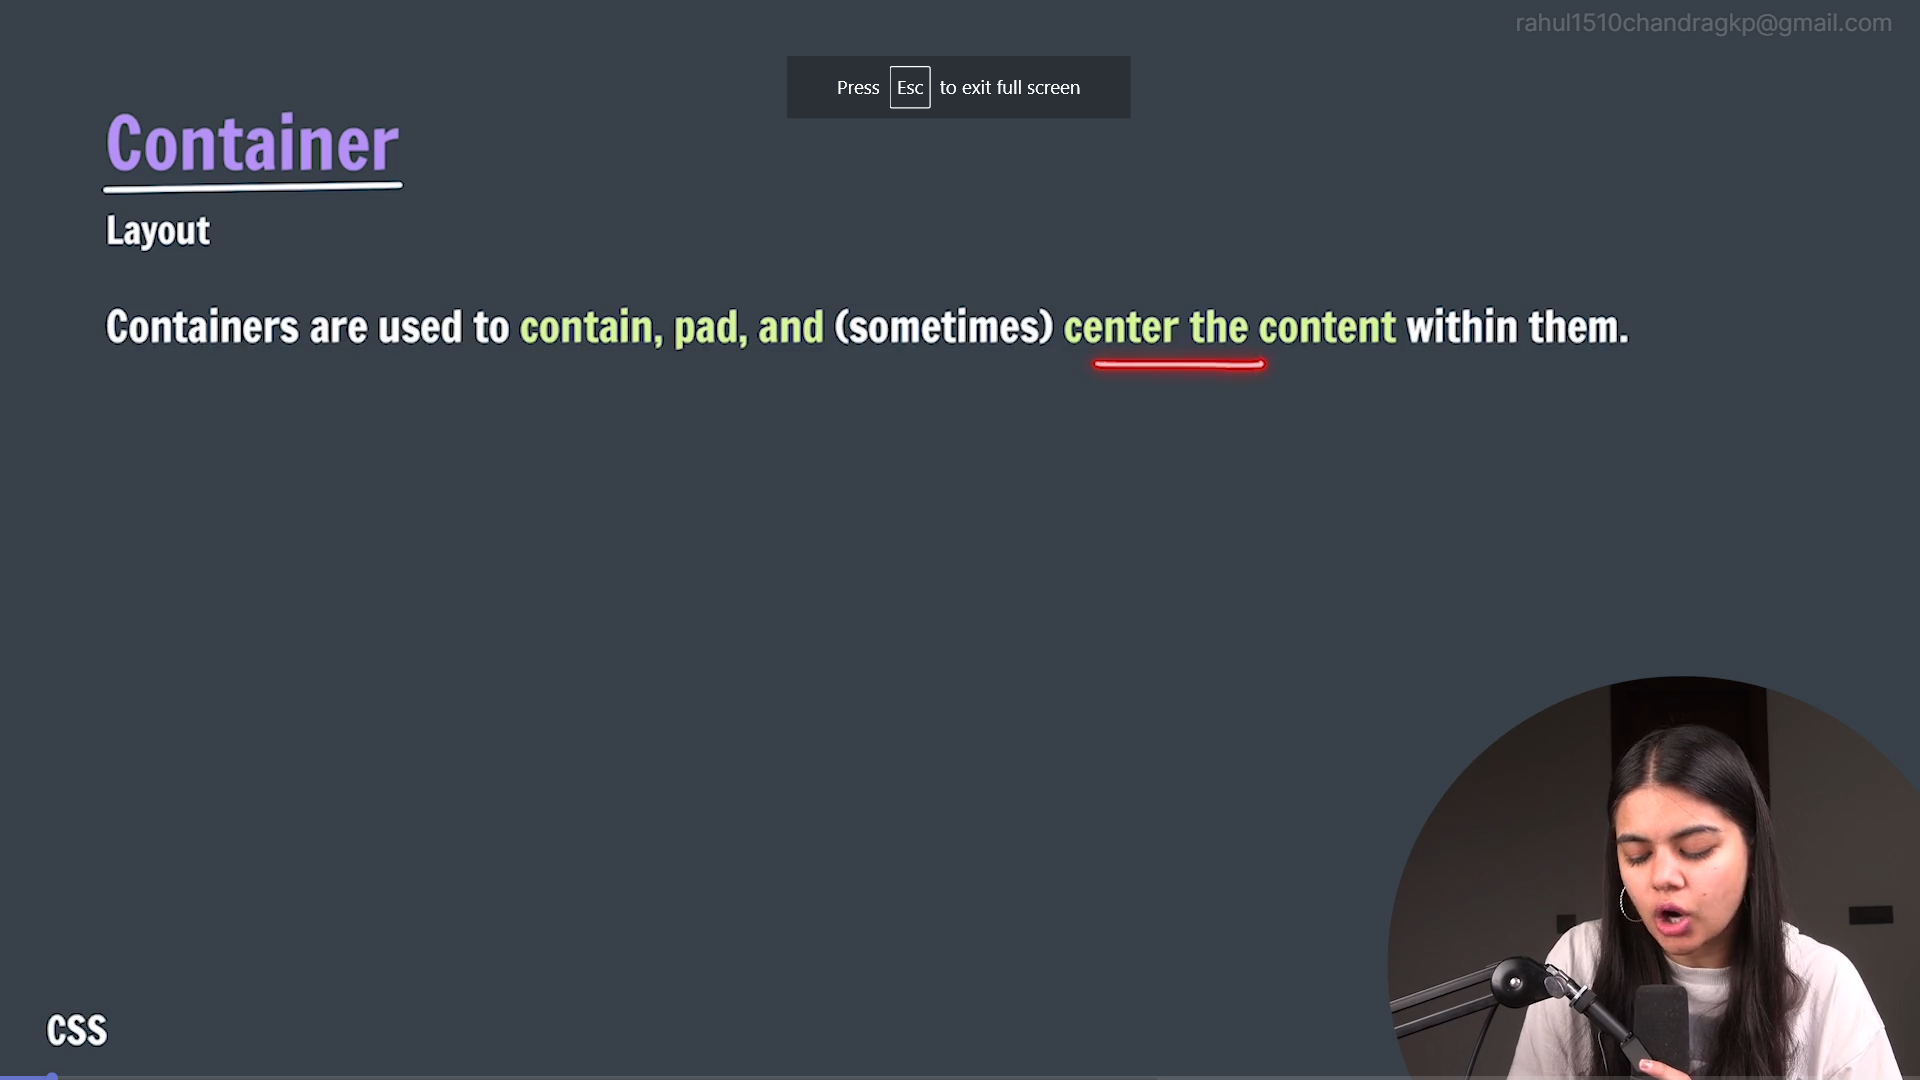 rahul1510chandragkp@gmail.com
Press Esc to exit full screen
Container
Layout
Containers are used to contain, pad, and (sometimes) center the content within them.
CSS